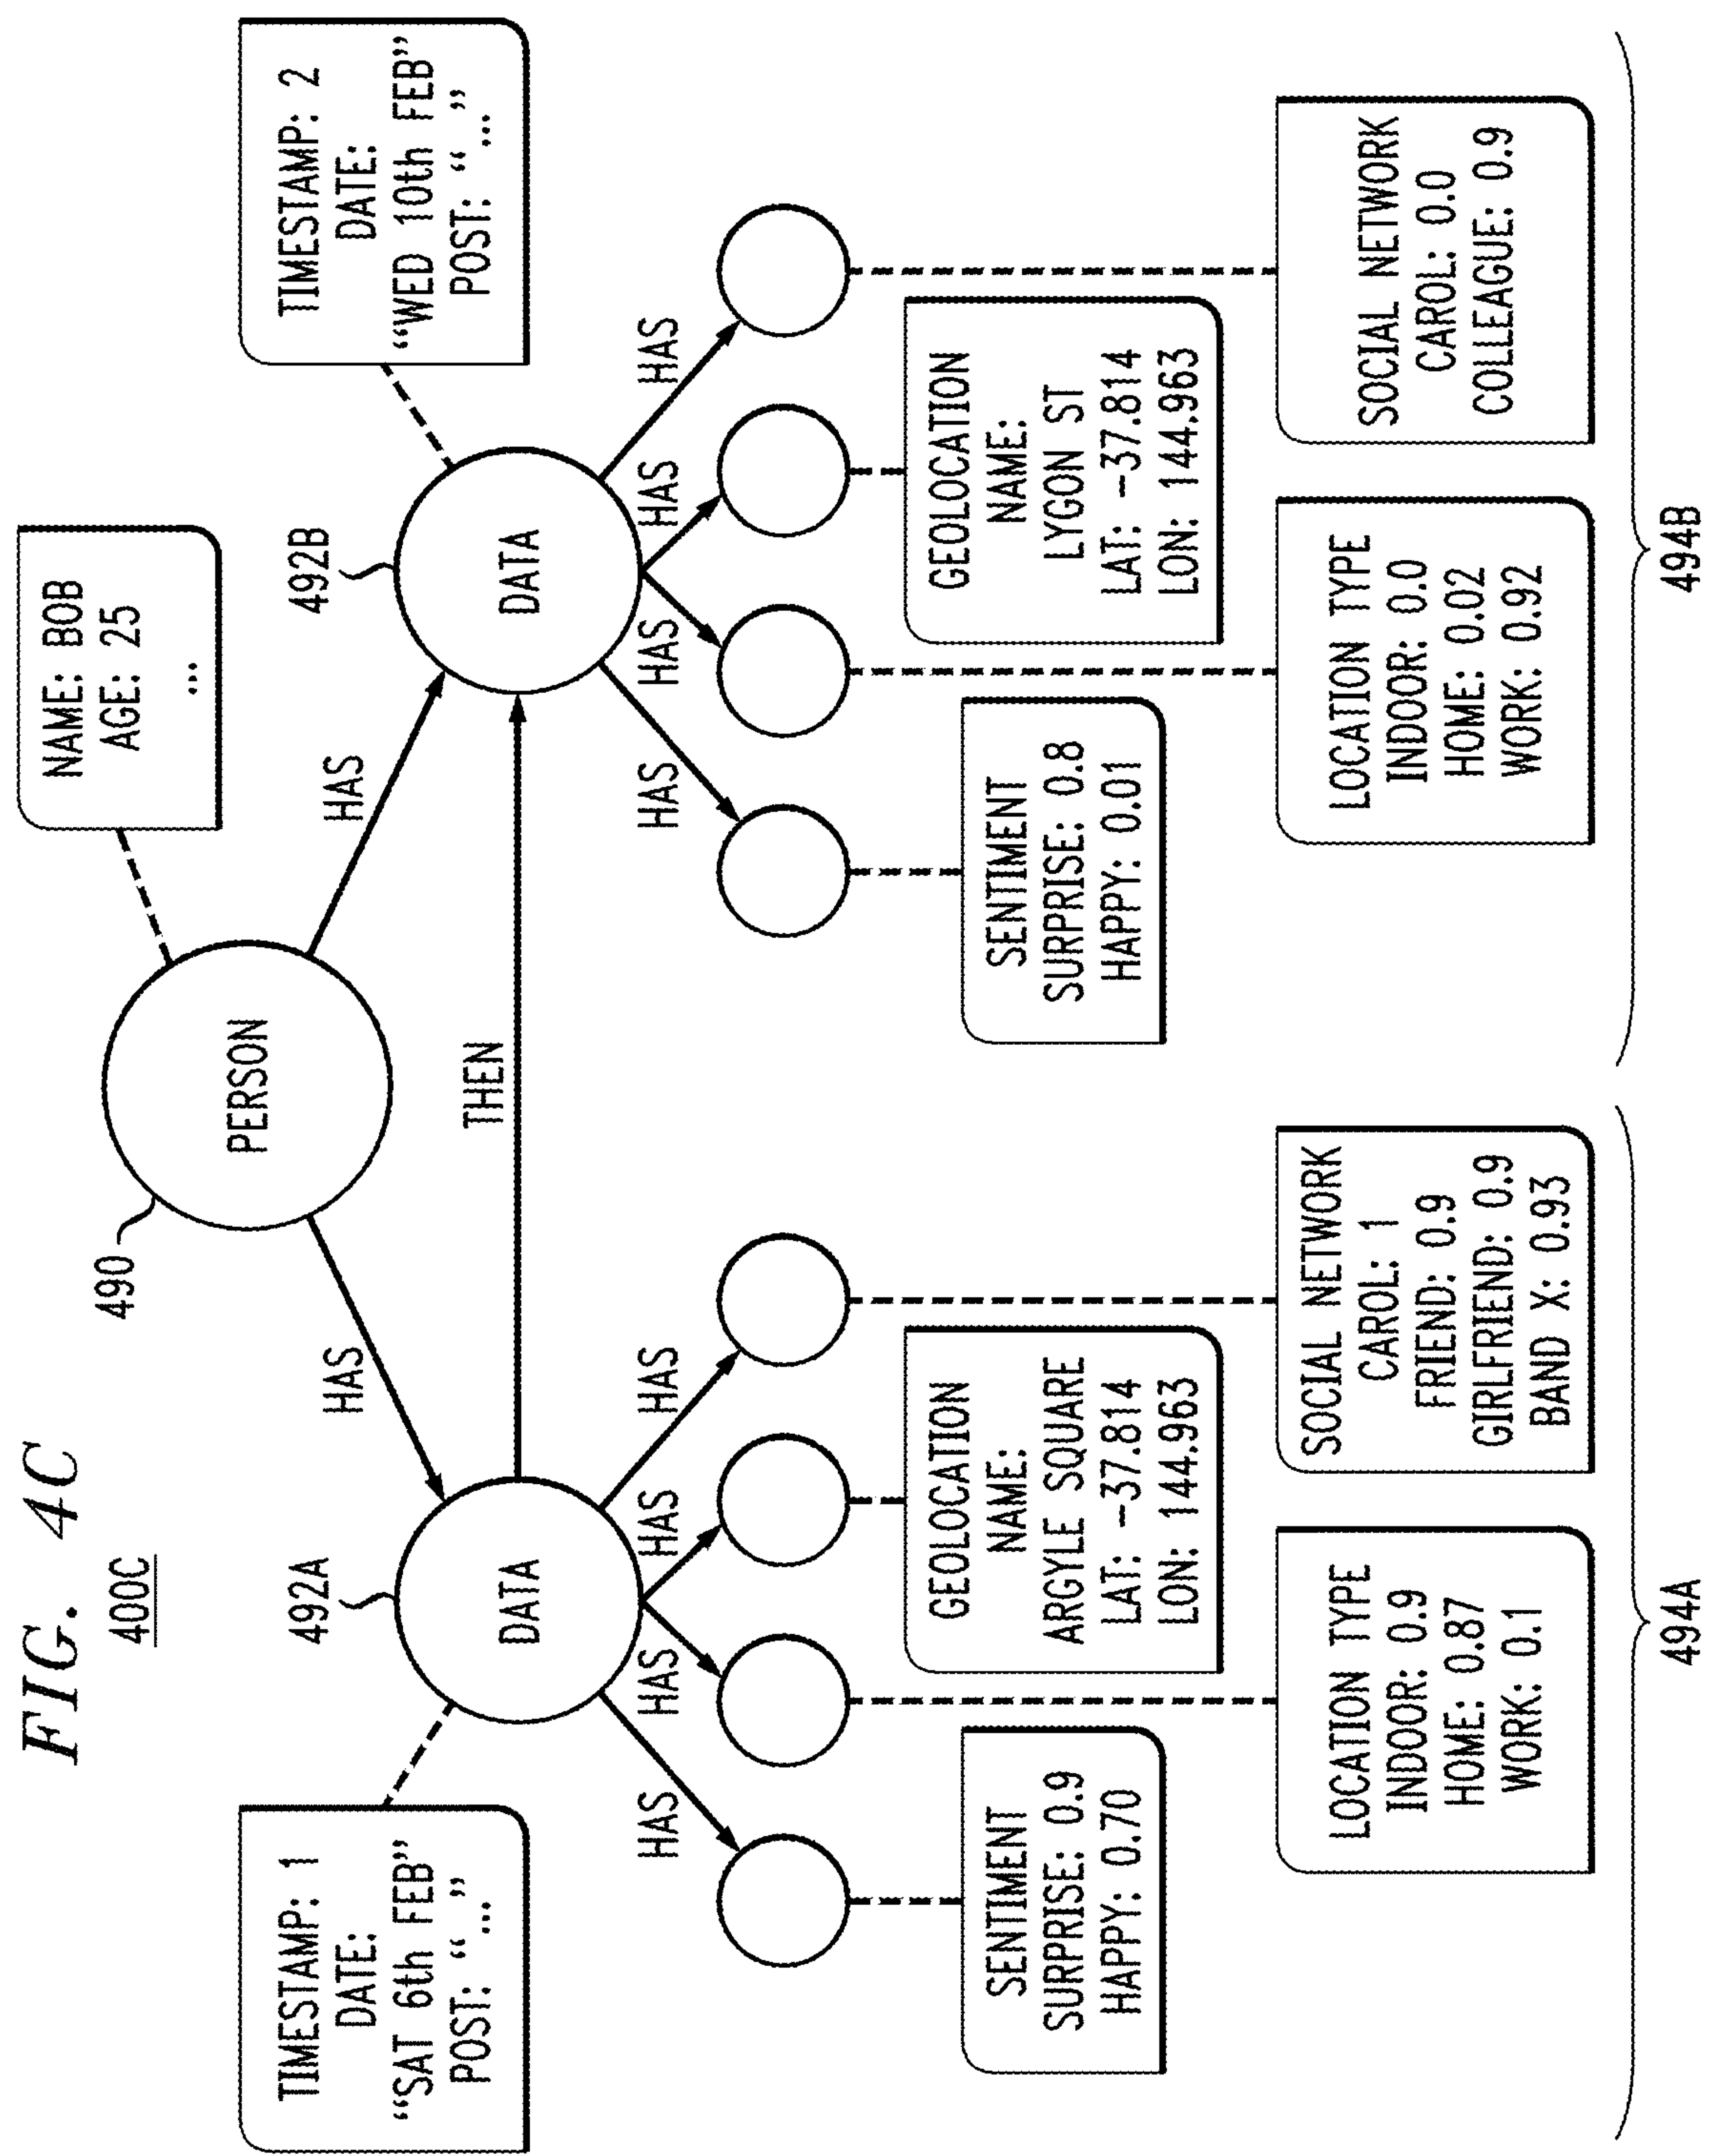 FIG. 4C
400C
490
PERSON
NAME: BOB
AGE: 25
...
HAS
HAS
THEN
TIMESTAMP: 1
DATE:
“SAT 6th FEB”
POST: “ ... ”
492A
DATA
HAS
HAS
HAS
HAS
SENTIMENT
SURPRISE: 0.9
HAPPY: 0.70
GEOLOCATION
NAME:
ARGYLE SQUARE
LAT: -37.814
LON: 144.963
LOCATION TYPE
INDOOR: 0.9
HOME: 0.87
WORK: 0.1
SOCIAL NETWORK
CAROL: 1
FRIEND: 0.9
GIRLFRIEND: 0.9
BAND X: 0.93
494A
TIMESTAMP: 2
DATE:
“WED 10th FEB”
POST: “ ... ”
492B
DATA
HAS
HAS
HAS
HAS
SENTIMENT
SURPRISE: 0.8
HAPPY: 0.01
GEOLOCATION
NAME:
LYGON ST
LAT: -37.814
LON: 144.963
LOCATION TYPE
INDOOR: 0.0
HOME: 0.02
WORK: 0.92
SOCIAL NETWORK
CAROL: 0.0
COLLEAGUE: 0.9
494B